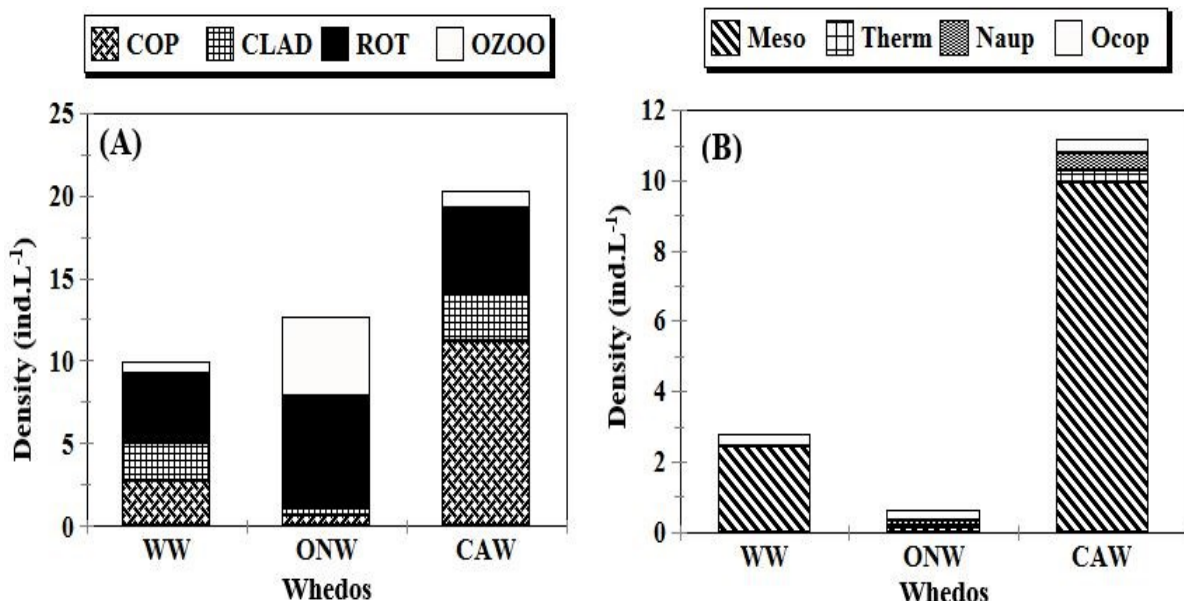 COP CLAD ROT OZOO
(A)
Density (ind.L⁻¹)
25
20
15
10
5
0
WW ONW CAW
Whedos
Meso Therm Naup Ocop
(B)
Density (ind.L⁻¹)
12
10
8
6
4
2
0
WW ONW CAW
Whedos